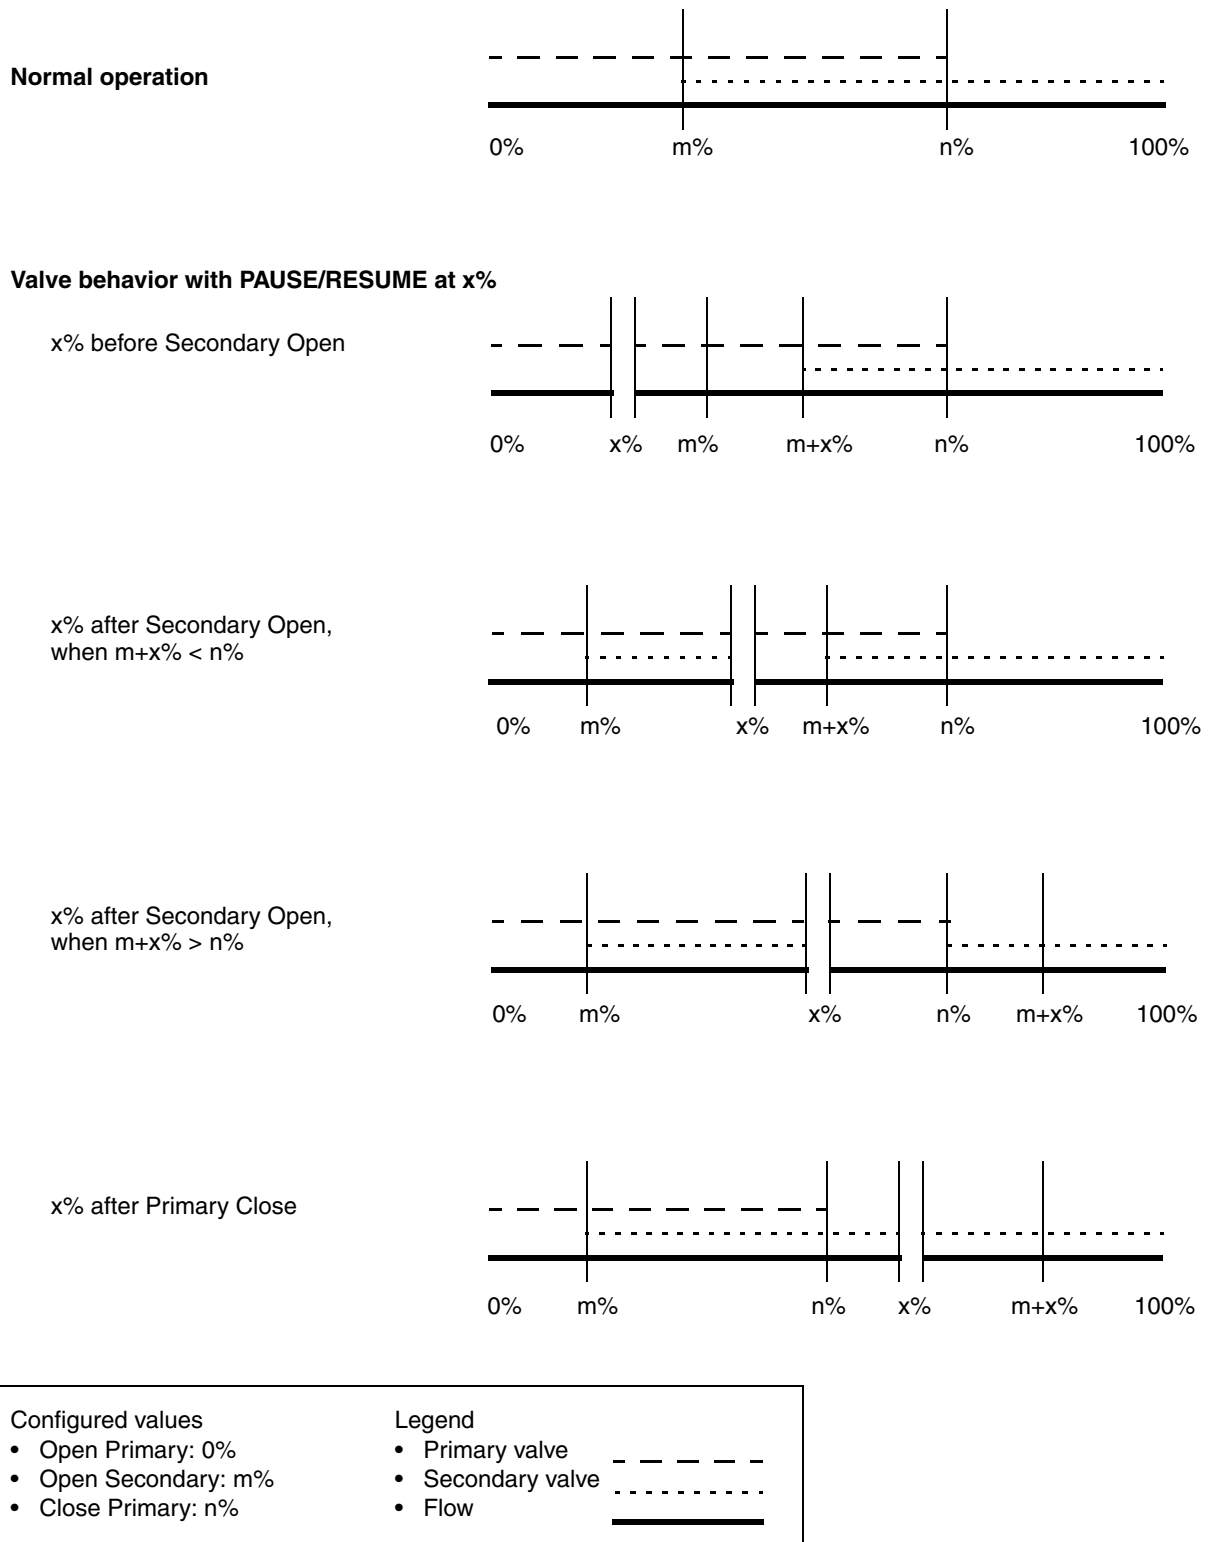 Normal operation
0% m% n% 100%
Valve behavior with PAUSE/RESUME at x%
x% before Secondary Open
0% x% m% m+x% n% 100%
x% after Secondary Open,
when m+x% < n%
0% m% x% m+x% n% 100%
x% after Secondary Open,
when m+x% > n%
0% m% x% n% m+x% 100%
x% after Primary Close
0% m% n% x% m+x% 100%
Configured values
• Open Primary: 0%
• Open Secondary: m%
• Close Primary: n%
Legend
• Primary valve
• Secondary valve
• Flow